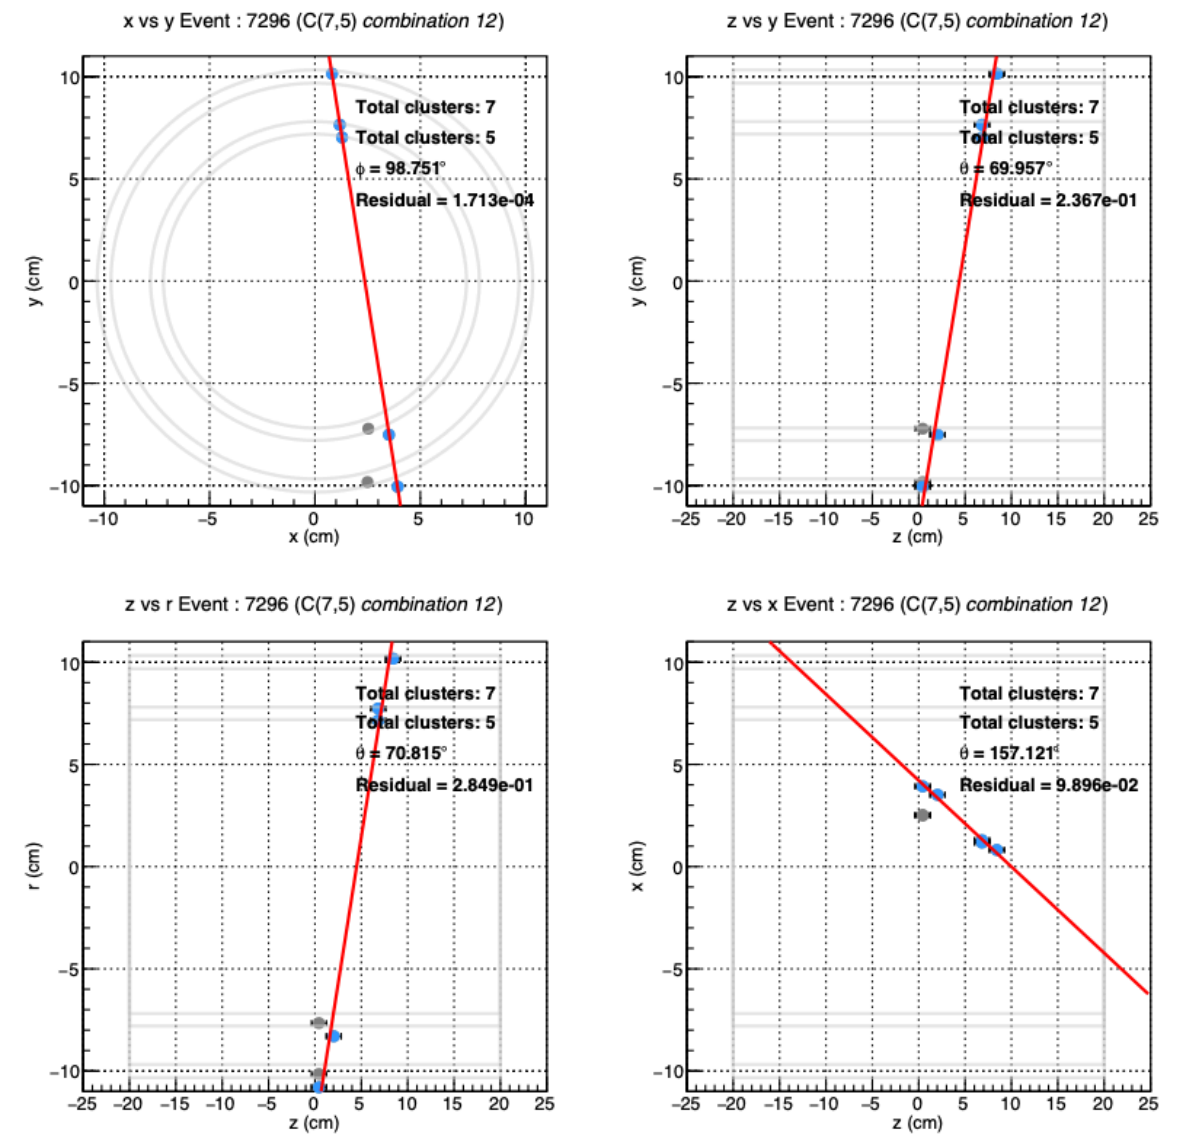 x vs y Event : 7296 (C(7,5) combination 12)
10
5
0
−5
−10
y (cm)
Total clusters: 7
Total clusters: 5
ϕ = 98.751°
Residual = 1.713e-04
−10
−5
0
5
10
x (cm)
z vs y Event : 7296 (C(7,5) combination 12)
10
5
0
−5
−10
y (cm)
Total clusters: 7
Total clusters: 5
θ = 69.957°
Residual = 2.367e-01
−25
−20
−15
−10
−5
0
5
10
15
20
25
z (cm)
z vs r Event : 7296 (C(7,5) combination 12)
10
5
0
−5
−10
r (cm)
Total clusters: 7
Total clusters: 5
θ = 70.815°
Residual = 2.849e-01
−25
−20
−15
−10
−5
0
5
10
15
20
25
z (cm)
z vs x Event : 7296 (C(7,5) combination 12)
10
5
0
−5
−10
x (cm)
Total clusters: 7
Total clusters: 5
θ = 157.121°
Residual = 9.896e-02
−25
−20
−15
−10
−5
0
5
10
15
20
25
z (cm)